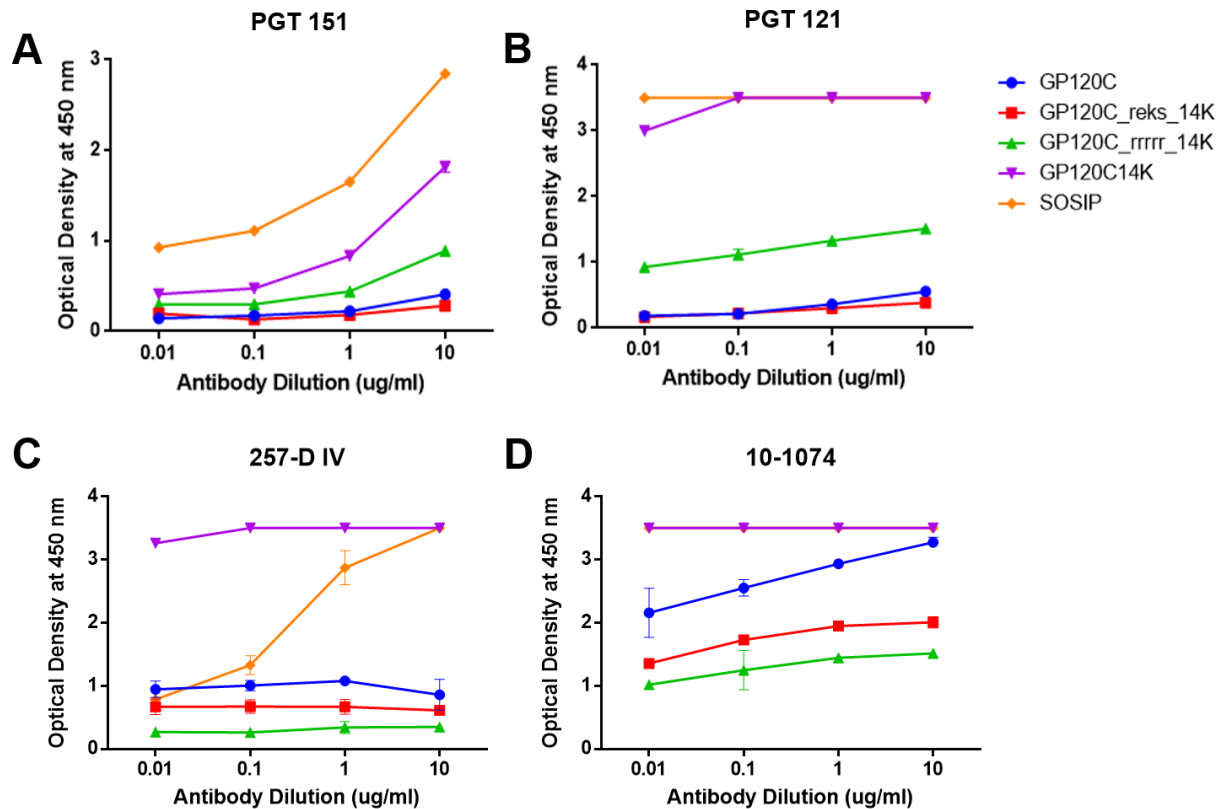 A
PGT 151
Optical Density at 450 nm
3
2
1
0
0.01 0.1 1 10
Antibody Dilution (ug/ml)
B
PGT 121
Optical Density at 450 nm
4
3
2
1
0
0.01 0.1 1 10
Antibody Dilution (ug/ml)
GP120C
GP120C_reks_14K
GP120C_rrrrr_14K
GP120C14K
SOSIP
C
257-D IV
Optical Density at 450 nm
4
3
2
1
0
0.01 0.1 1 10
Antibody Dilution (ug/ml)
D
10-1074
Optical Density at 450 nm
4
3
2
1
0
0.01 0.1 1 10
Antibody Dilution (ug/ml)